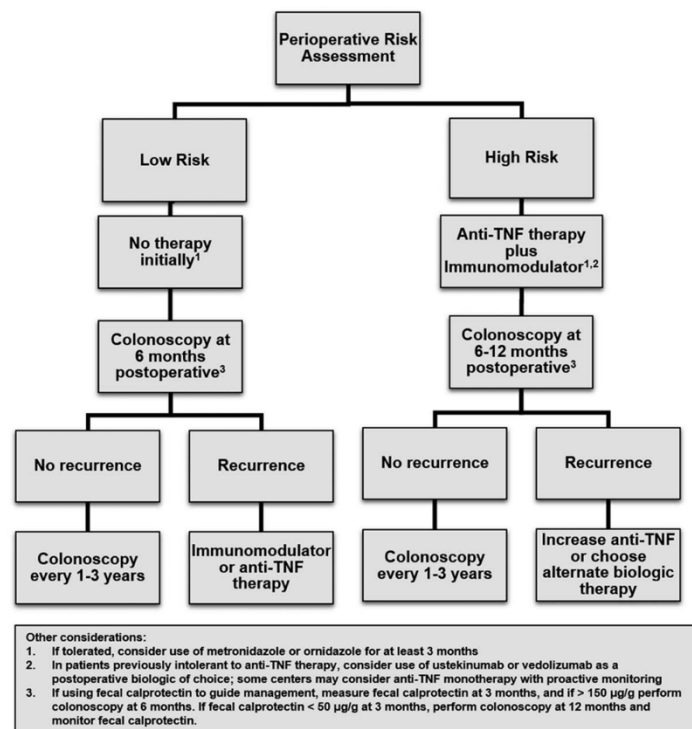 Perioperative Risk
Assessment
Low Risk
High Risk
No therapy
initially¹
Anti-TNF therapy
plus
Immunomodulator¹,²
Colonoscopy at
6 months
postoperative³
Colonoscopy at
6-12 months
postoperative³
No recurrence
Recurrence
No recurrence
Recurrence
Colonoscopy
every 1-3 years
Immunomodulator
or anti-TNF
therapy
Colonoscopy
every 1-3 years
Increase anti-TNF
or choose
alternate biologic
therapy
Other considerations:
1. If tolerated, consider use of metronidazole or ornidazole for at least 3 months
2. In patients previously intolerant to anti-TNF therapy, consider use of ustekinumab or vedolizumab as a
postoperative biologic of choice; some centers may consider anti-TNF monotherapy with proactive monitoring
3. If using fecal calprotectin to guide management, measure fecal calprotectin at 3 months, and if > 150 µg/g perform
colonoscopy at 6 months. If fecal calprotectin < 50 µg/g at 3 months, perform colonoscopy at 12 months and
monitor fecal calprotectin.